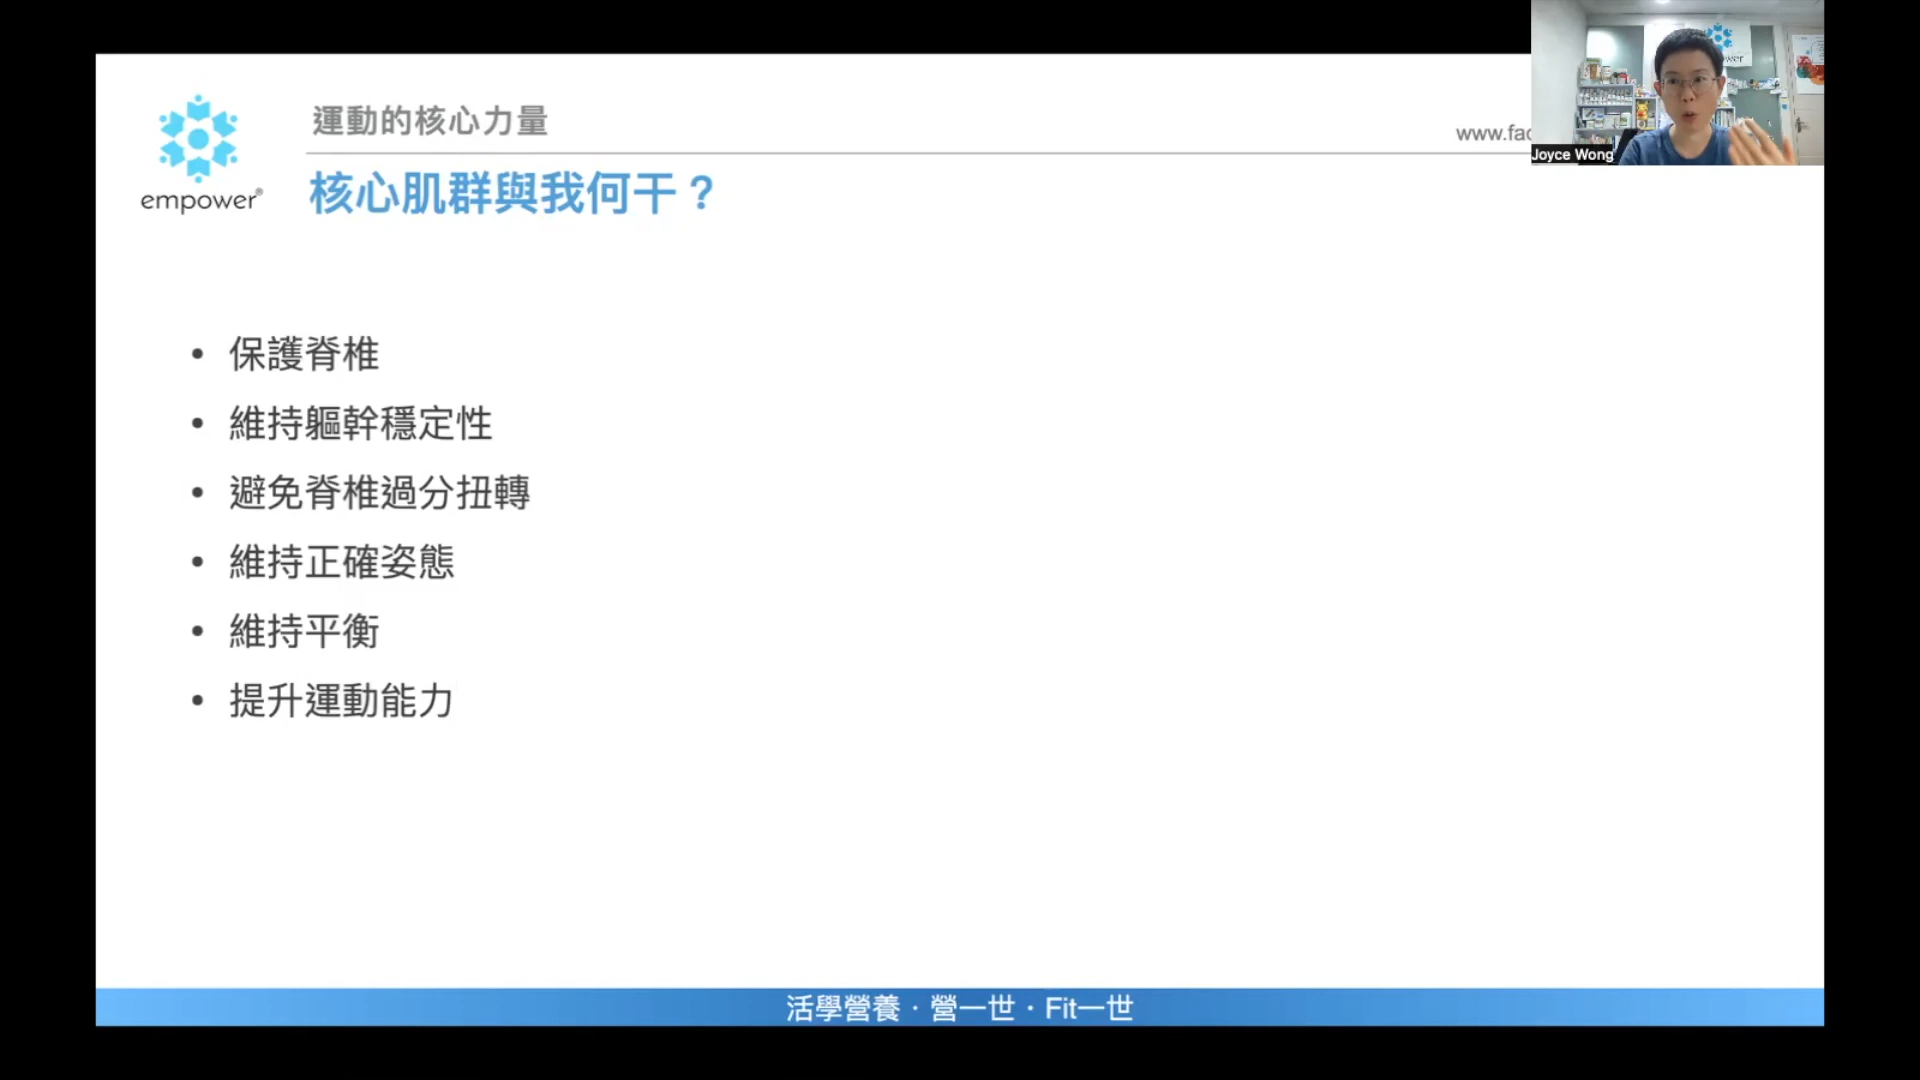 運動的核心力量
www.fac
Joyce Wong
empower®
核心肌群與我何干？
• 保護脊椎
• 維持軀幹穩定性
• 避免脊椎過分扭轉
• 維持正確姿態
• 維持平衡
• 提升運動能力
活學營養．營一世．Fit一世